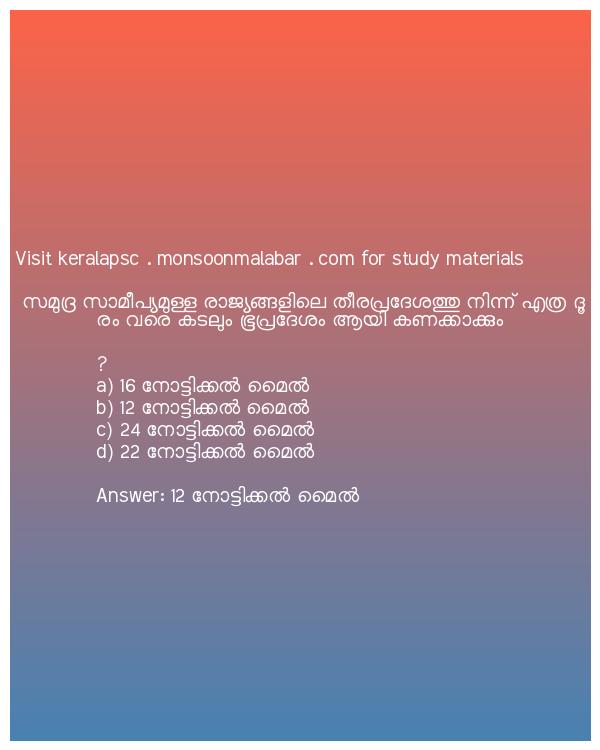 Visit keralapsc . monsoonmalabar . com for study materials
സമുദ്ര സാമീപ്യമുള്ള രാജ്യങ്ങളിലെ തീരപ്രദേശത്തു നിന്ന് എത്ര ദൂ
രം വരെ കടലും ഭൂപ്രദേശം ആയി കണക്കാക്കും
?
a) 16 നോട്ടിക്കൽ മൈൽ
b) 12 നോട്ടിക്കൽ മൈൽ
c) 24 നോട്ടിക്കൽ മൈൽ
d) 22 നോട്ടിക്കൽ മൈൽ
Answer: 12 നോട്ടിക്കൽ മൈൽ